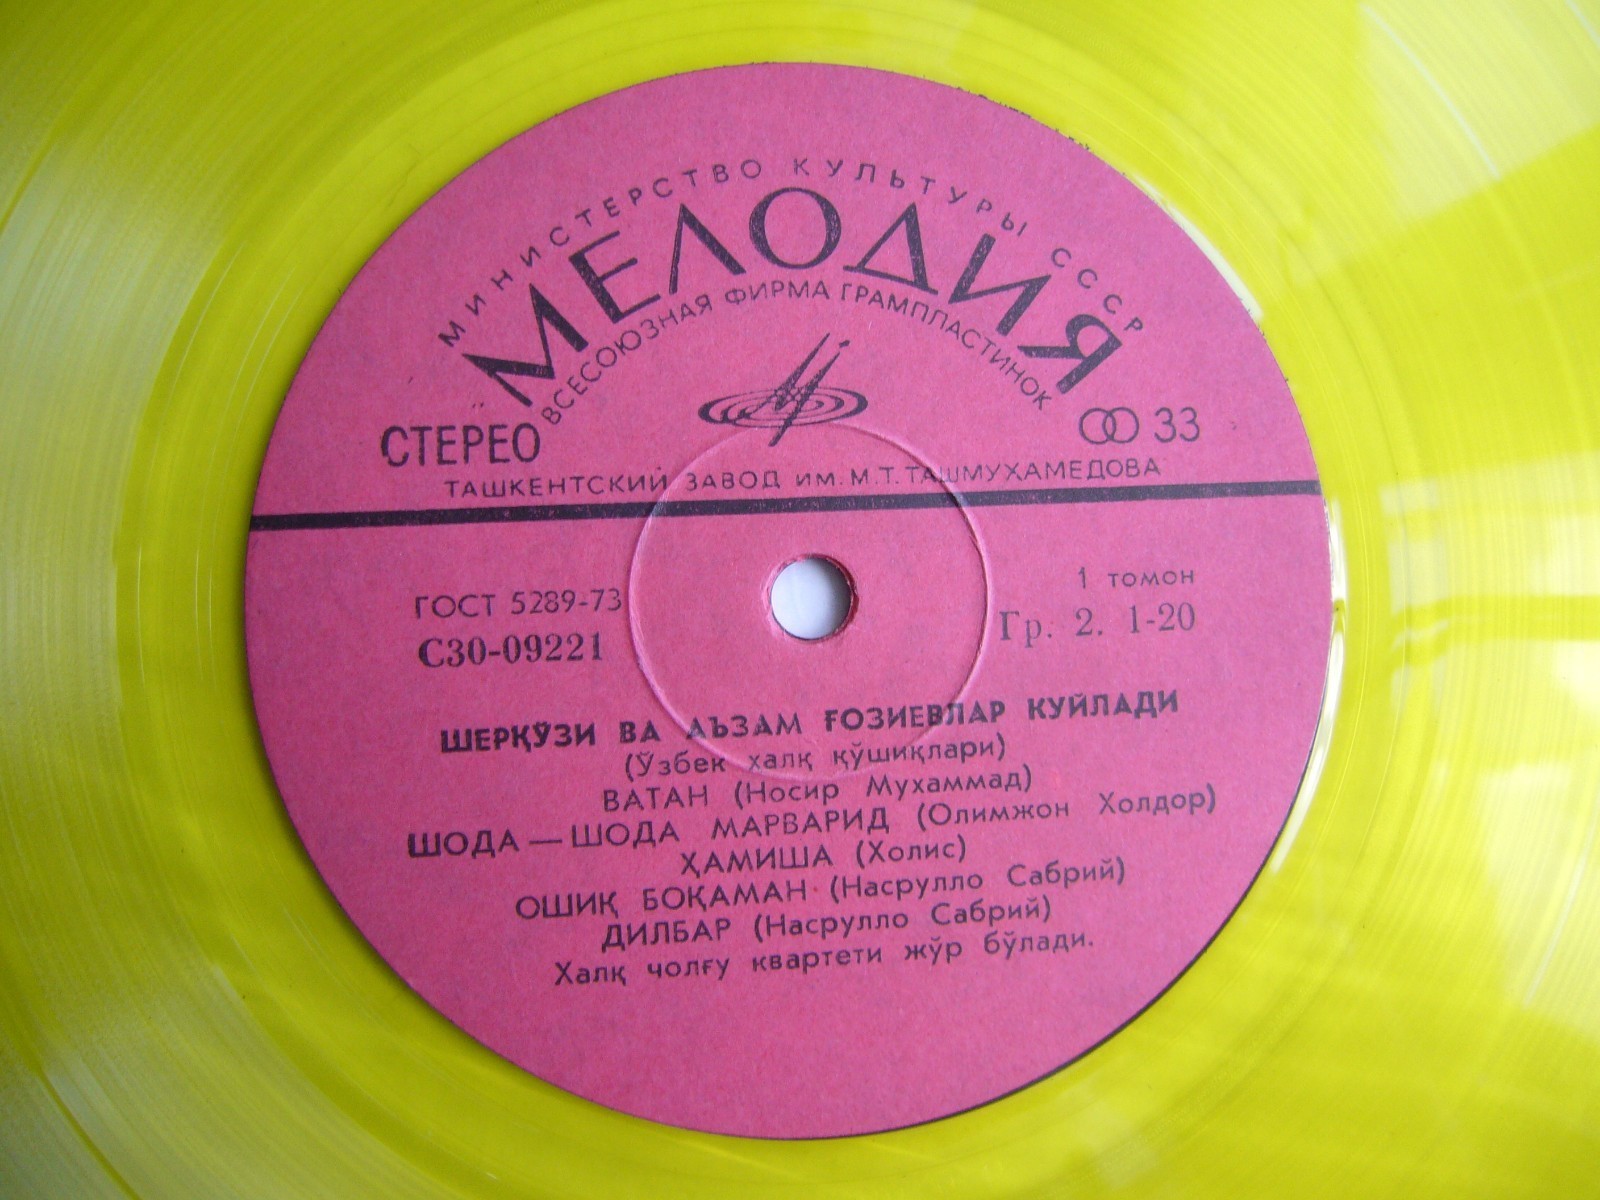 МИНИСТЕРСТВО КУЛЬТУРЫ СССР
МЕЛОДИЯ
ВСЕСОЮЗНАЯ ФИРМА ГРАМПЛАСТИНОК
СТЕРЕО
33
ТАШКЕНТСКИЙ ЗАВОД ИМ. М.Т. ТАШМУХАМЕДОВА
ГОСТ 5289-73
1 томон
С30-09221
Гр. 2. 1-20
ШЕРҚЎЗИ ВА АЪЗАМ ҒОЗИЕВЛАР КУЙЛАДИ
(Ўзбек халқ қўшиқлари)
ВАТАН (Носир Мухаммад)
ШОДА — ШОДА МАРВАРИД (Олимжон Холдор)
ҲАМИША (Холис)
ОШИҚ БОҚАМАН (Насрулло Сабрий)
ДИЛБАР (Насрулло Сабрий)
Халқ чолғу квартети жўр бўлади.